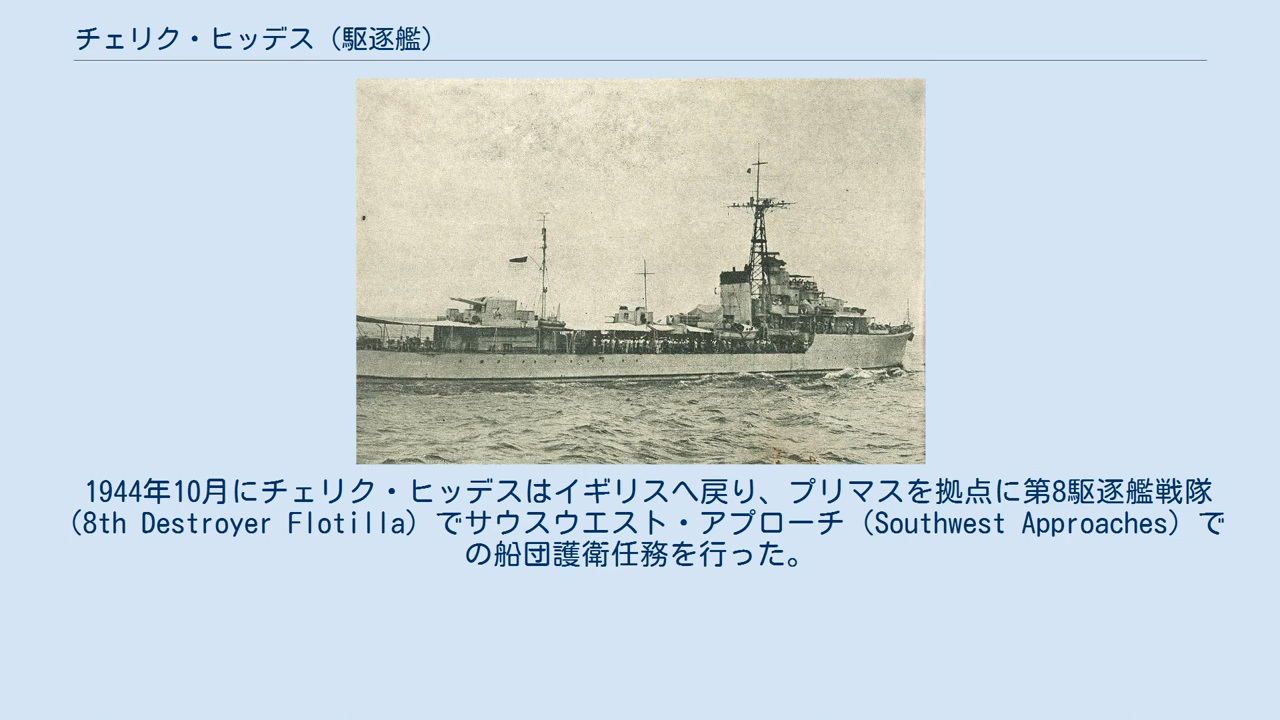 チェリク・ヒッデス（駆逐艦）
1944年10月にチェリク・ヒッデスはイギリスへ戻り、プリマスを拠点に第8駆逐艦戦隊
（8th Destroyer Flotilla）でサウスウエスト・アプローチ（Southwest Approaches）で
の船団護衛任務を行った。